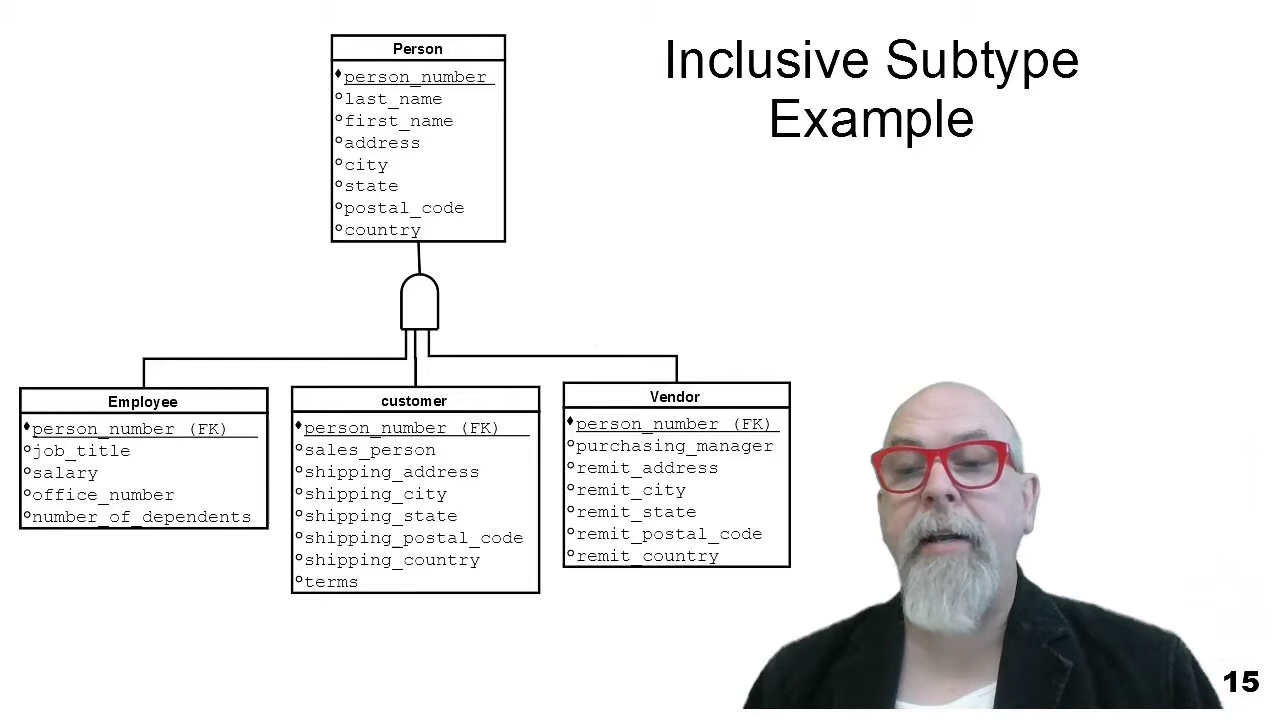 Inclusive Subtype
Example
Person
person_number
last_name
first_name
address
city
state
postal_code
country
Employee
person_number (FK)
job_title
salary
office_number
number_of_dependents
customer
person_number (FK)
sales_person
shipping_address
shipping_city
shipping_state
shipping_postal_code
shipping_country
terms
Vendor
person_number (FK)
purchasing_manager
remit_address
remit_city
remit_state
remit_postal_code
remit_country
15